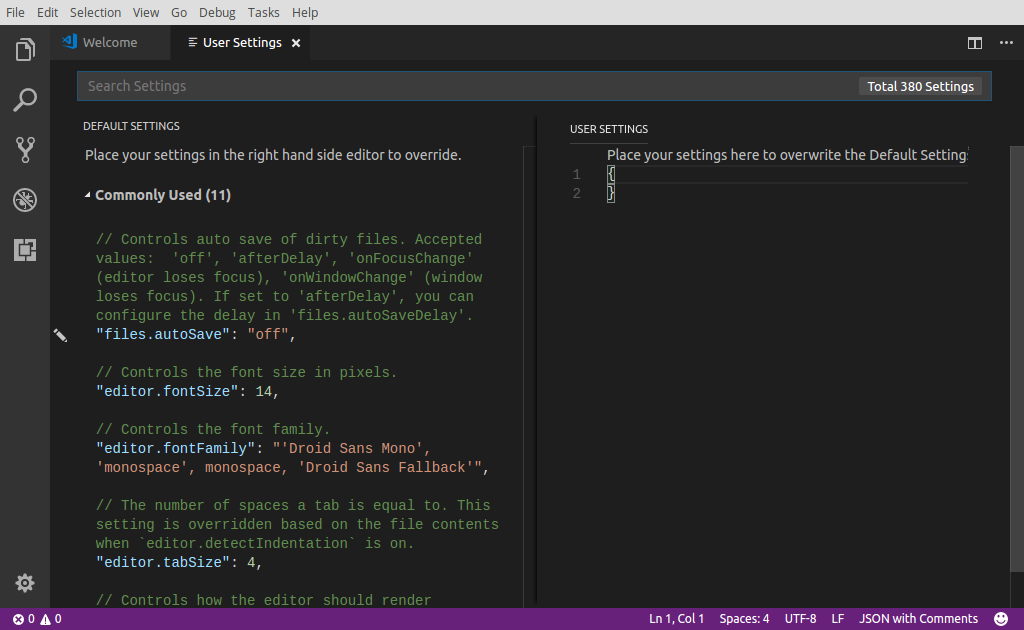 File Edit Selection View Go Debug Tasks Help
Welcome User Settings
Search Settings Total 380 Settings
DEFAULT SETTINGS
Place your settings in the right hand side editor to override.
Commonly Used (11)
// Controls auto save of dirty files. Accepted
values:  'off', 'afterDelay', 'onFocusChange'
(editor loses focus), 'onWindowChange' (window
loses focus). If set to 'afterDelay', you can
configure the delay in 'files.autoSaveDelay'.
"files.autoSave": "off",
// Controls the font size in pixels.
"editor.fontSize": 14,
// Controls the font family.
"editor.fontFamily": "'Droid Sans Mono',
'monospace', monospace, 'Droid Sans Fallback'",
// The number of spaces a tab is equal to. This
setting is overridden based on the file contents
when `editor.detectIndentation` is on.
"editor.tabSize": 4,
// Controls how the editor should render
USER SETTINGS
Place your settings here to overwrite the Default Settings
1 {
2 }
0 0 Ln 1, Col 1 Spaces: 4 UTF-8 LF JSON with Comments